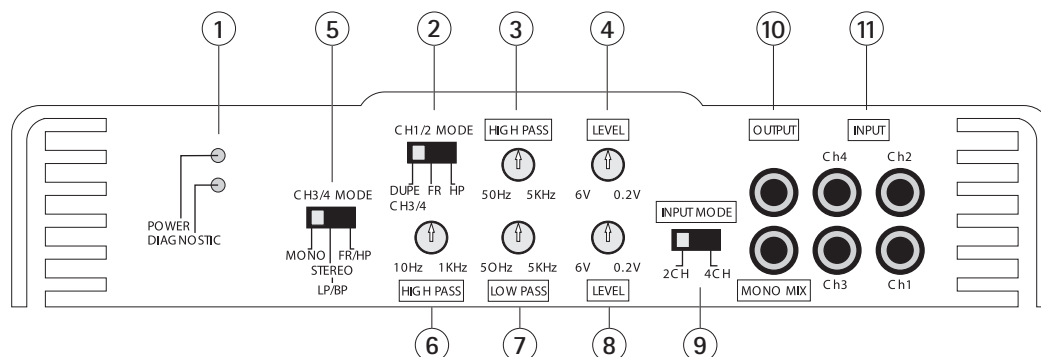 1
5
2
3
4
10
11
CH1/2 MODE
HIGH PASS
LEVEL
OUTPUT
INPUT
Ch4
Ch2
DUPE FR HP
CH3/4
50Hz 5KHz
6V 0.2V
CH3/4 MODE
POWER
DIAGNOSTIC
MONO FR/HP
STEREO
LP/BP
INPUT MODE
2CH 4CH
10Hz 1KHz
50Hz 5KHz
6V 0.2V
HIGH PASS
LOW PASS
LEVEL
MONO MIX
Ch3
Ch1
6
7
8
9